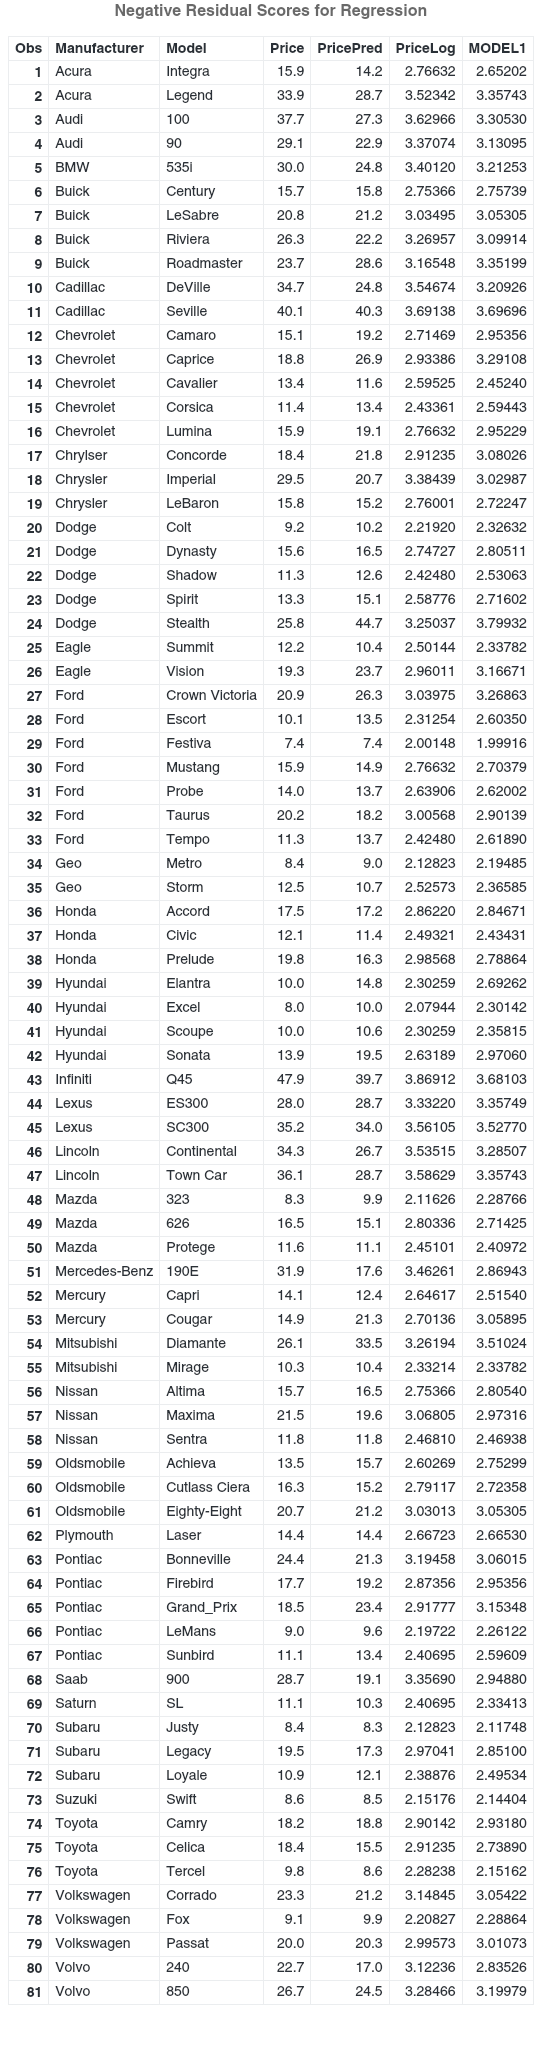 Negative Residual Scores for Regression
Obs Manufacturer Model Price PricePred PriceLog MODEL1
1 Acura Integra 15.9 14.2 2.76632 2.65202
2 Acura Legend 33.9 28.7 3.52342 3.35743
3 Audi 100 37.7 27.3 3.62966 3.30530
4 Audi 90 29.1 22.9 3.37074 3.13095
5 BMW 535i 30.0 24.8 3.40120 3.21253
6 Buick Century 15.7 15.8 2.75366 2.75739
7 Buick LeSabre 20.8 21.2 3.03495 3.05305
8 Buick Riviera 26.3 22.2 3.26957 3.09914
9 Buick Roadmaster 23.7 28.6 3.16548 3.35199
10 Cadillac DeVille 34.7 24.8 3.54674 3.20926
11 Cadillac Seville 40.1 40.3 3.69138 3.69696
12 Chevrolet Camaro 15.1 19.2 2.71469 2.95356
13 Chevrolet Caprice 18.8 26.9 2.93386 3.29108
14 Chevrolet Cavalier 13.4 11.6 2.59525 2.45240
15 Chevrolet Corsica 11.4 13.4 2.43361 2.59443
16 Chevrolet Lumina 15.9 19.1 2.76632 2.95229
17 Chrylser Concorde 18.4 21.8 2.91235 3.08026
18 Chrysler Imperial 29.5 20.7 3.38439 3.02987
19 Chrysler LeBaron 15.8 15.2 2.76001 2.72247
20 Dodge Colt 9.2 10.2 2.21920 2.32632
21 Dodge Dynasty 15.6 16.5 2.74727 2.80511
22 Dodge Shadow 11.3 12.6 2.42480 2.53063
23 Dodge Spirit 13.3 15.1 2.58776 2.71602
24 Dodge Stealth 25.8 44.7 3.25037 3.79932
25 Eagle Summit 12.2 10.4 2.50144 2.33782
26 Eagle Vision 19.3 23.7 2.96011 3.16671
27 Ford Crown Victoria 20.9 26.3 3.03975 3.26863
28 Ford Escort 10.1 13.5 2.31254 2.60350
29 Ford Festiva 7.4 7.4 2.00148 1.99916
30 Ford Mustang 15.9 14.9 2.76632 2.70379
31 Ford Probe 14.0 13.7 2.63906 2.62002
32 Ford Taurus 20.2 18.2 3.00568 2.90139
33 Ford Tempo 11.3 13.7 2.42480 2.61890
34 Geo Metro 8.4 9.0 2.12823 2.19485
35 Geo Storm 12.5 10.7 2.52573 2.36585
36 Honda Accord 17.5 17.2 2.86220 2.84671
37 Honda Civic 12.1 11.4 2.49321 2.43431
38 Honda Prelude 19.8 16.3 2.98568 2.78864
39 Hyundai Elantra 10.0 14.8 2.30259 2.69262
40 Hyundai Excel 8.0 10.0 2.07944 2.30142
41 Hyundai Scoupe 10.0 10.6 2.30259 2.35815
42 Hyundai Sonata 13.9 19.5 2.63189 2.97060
43 Infiniti Q45 47.9 39.7 3.86912 3.68103
44 Lexus ES300 28.0 28.7 3.33220 3.35749
45 Lexus SC300 35.2 34.0 3.56105 3.52770
46 Lincoln Continental 34.3 26.7 3.53515 3.28507
47 Lincoln Town Car 36.1 28.7 3.58629 3.35743
48 Mazda 323 8.3 9.9 2.11626 2.28766
49 Mazda 626 16.5 15.1 2.80336 2.71425
50 Mazda Protege 11.6 11.1 2.45101 2.40972
51 Mercedes-Benz 190E 31.9 17.6 3.46261 2.86943
52 Mercury Capri 14.1 12.4 2.64617 2.51540
53 Mercury Cougar 14.9 21.3 2.70136 3.05895
54 Mitsubishi Diamante 26.1 33.5 3.26194 3.51024
55 Mitsubishi Mirage 10.3 10.4 2.33214 2.33782
56 Nissan Altima 15.7 16.5 2.75366 2.80540
57 Nissan Maxima 21.5 19.6 3.06805 2.97316
58 Nissan Sentra 11.8 11.8 2.46810 2.46938
59 Oldsmobile Achieva 13.5 15.7 2.60269 2.75299
60 Oldsmobile Cutlass Ciera 16.3 15.2 2.79117 2.72358
61 Oldsmobile Eighty-Eight 20.7 21.2 3.03013 3.05305
62 Plymouth Laser 14.4 14.4 2.66723 2.66530
63 Pontiac Bonneville 24.4 21.3 3.19458 3.06015
64 Pontiac Firebird 17.7 19.2 2.87356 2.95356
65 Pontiac Grand_Prix 18.5 23.4 2.91777 3.15348
66 Pontiac LeMans 9.0 9.6 2.19722 2.26122
67 Pontiac Sunbird 11.1 13.4 2.40695 2.59609
68 Saab 900 28.7 19.1 3.35690 2.94880
69 Saturn SL 11.1 10.3 2.40695 2.33413
70 Subaru Justy 8.4 8.3 2.12823 2.11748
71 Subaru Legacy 19.5 17.3 2.97041 2.85100
72 Subaru Loyale 10.9 12.1 2.38876 2.49534
73 Suzuki Swift 8.6 8.5 2.15176 2.14404
74 Toyota Camry 18.2 18.8 2.90142 2.93180
75 Toyota Celica 18.4 15.5 2.91235 2.73890
76 Toyota Tercel 9.8 8.6 2.28238 2.15162
77 Volkswagen Corrado 23.3 21.2 3.14845 3.05422
78 Volkswagen Fox 9.1 9.9 2.20827 2.28864
79 Volkswagen Passat 20.0 20.3 2.99573 3.01073
80 Volvo 240 22.7 17.0 3.12236 2.83526
81 Volvo 850 26.7 24.5 3.28466 3.19979